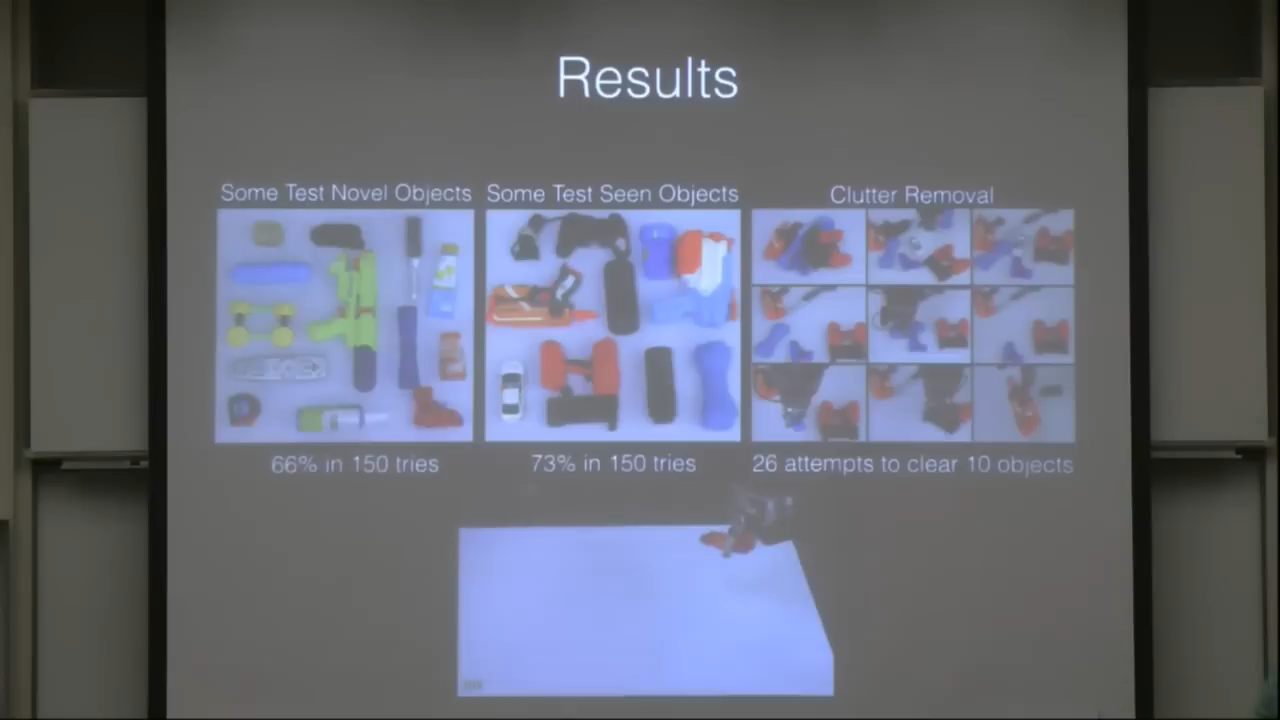 Results
Some Test Novel Objects
Some Test Seen Objects
Clutter Removal
66% in 150 tries
73% in 150 tries
26 attempts to clear 10 objects